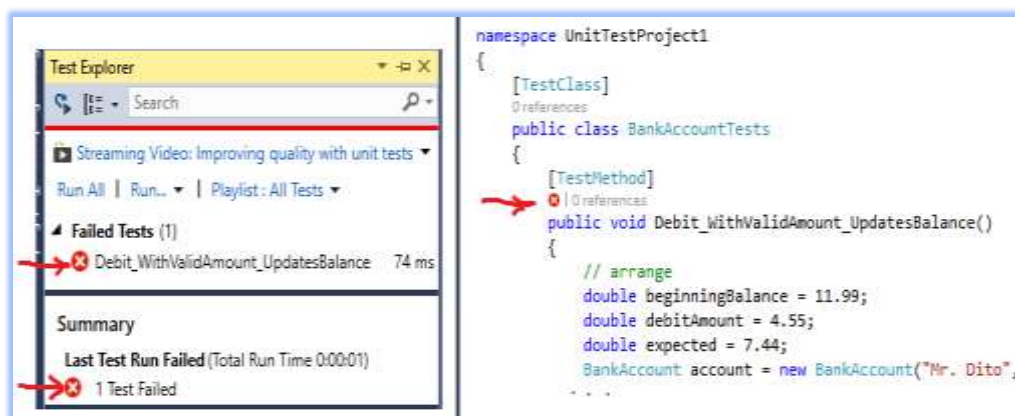 Test Explorer
Search
Streaming Video: Improving quality with unit tests
Run All | Run... | Playlist : All Tests
Failed Tests (1)
Debit_WithValidAmount_UpdatesBalance 74 ms
Summary
Last Test Run Failed (Total Run Time 0:00:01)
1 Test Failed
namespace UnitTestProject1
{
[TestClass]
0 references
public class BankAccountTests
{
[TestMethod]
| 0 references
public void Debit_WithValidAmount_UpdatesBalance()
{
// arrange
double beginningBalance = 11.99;
double debitAmount = 4.55;
double expected = 7.44;
BankAccount account = new BankAccount("Mr. Dito",
. . .